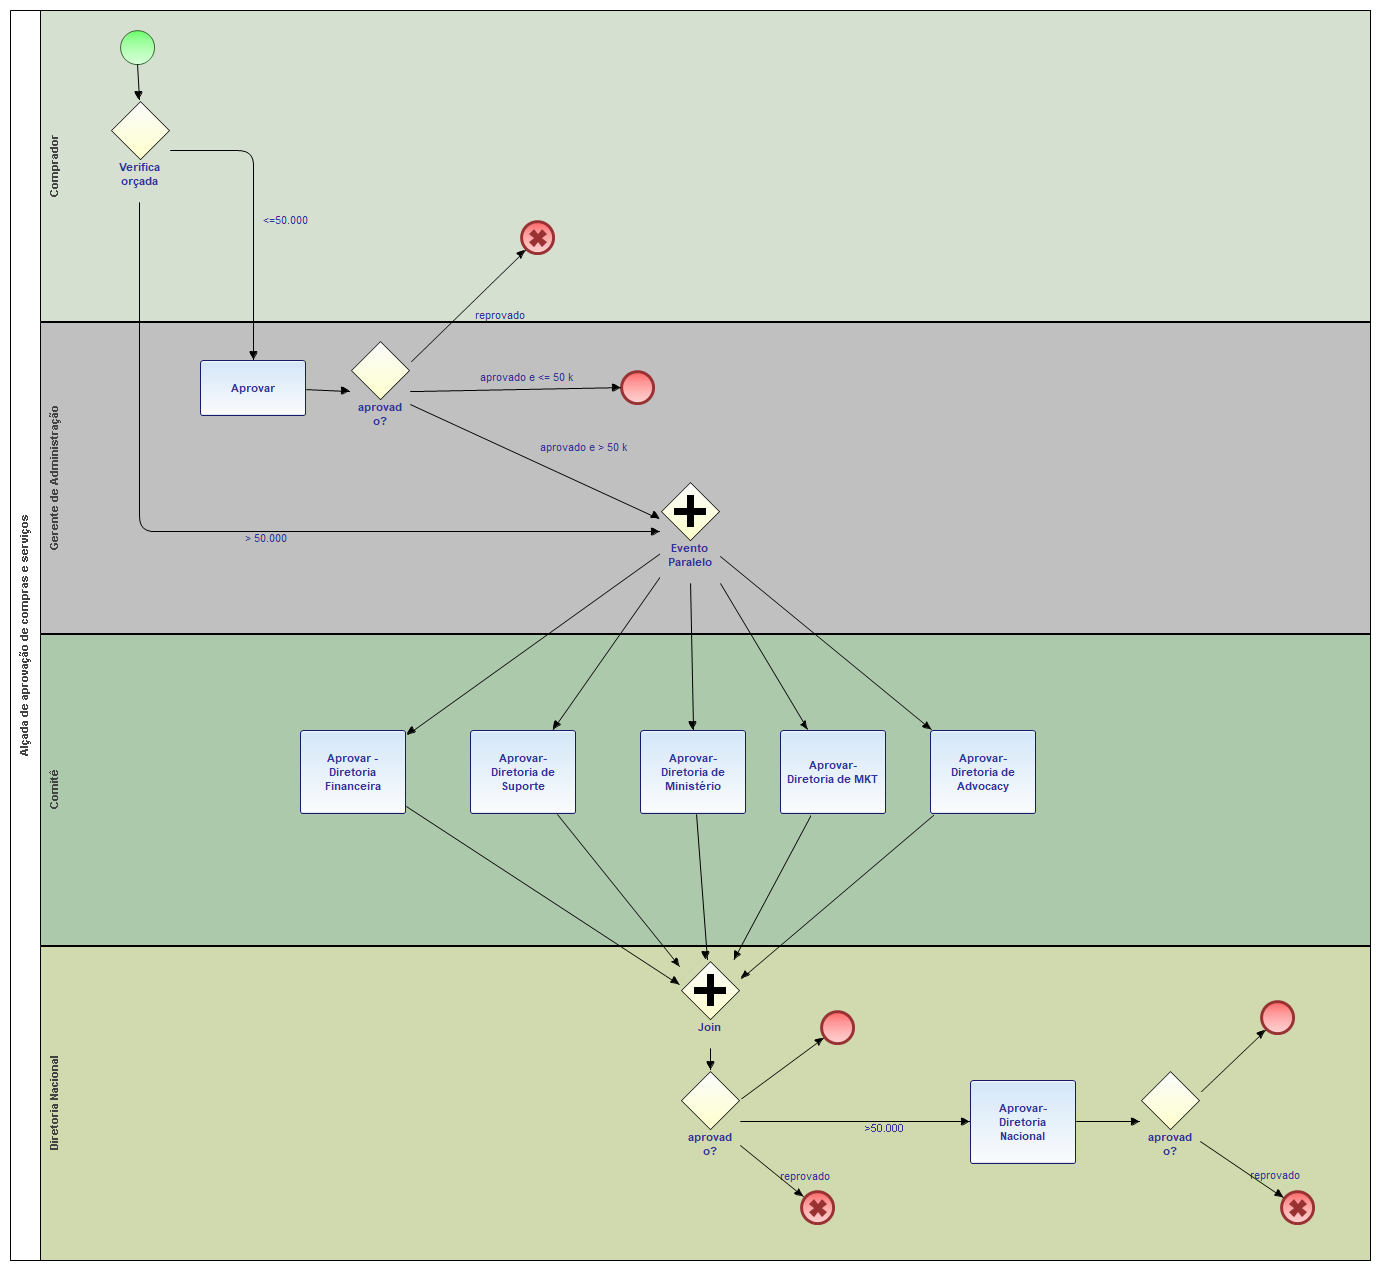 Alçada de aprovação de compras e serviços
Comprador
Verifica
orçada
<=50.000
reprovado
Gerente de Administração
Aprovar
aprovad
o?
aprovado e <= 50 k
aprovado e > 50 k
> 50.000
Evento
Paralelo
Comitê
Aprovar -
Diretoria
Financeira
Aprovar-
Diretoria de
Suporte
Aprovar-
Diretoria de
Ministério
Aprovar-
Diretoria de MKT
Aprovar-
Diretoria de
Advocacy
Diretoria Nacional
Join
aprovad
o?
>50.000
reprovado
Aprovar-
Diretoria
Nacional
aprovad
o?
reprovado